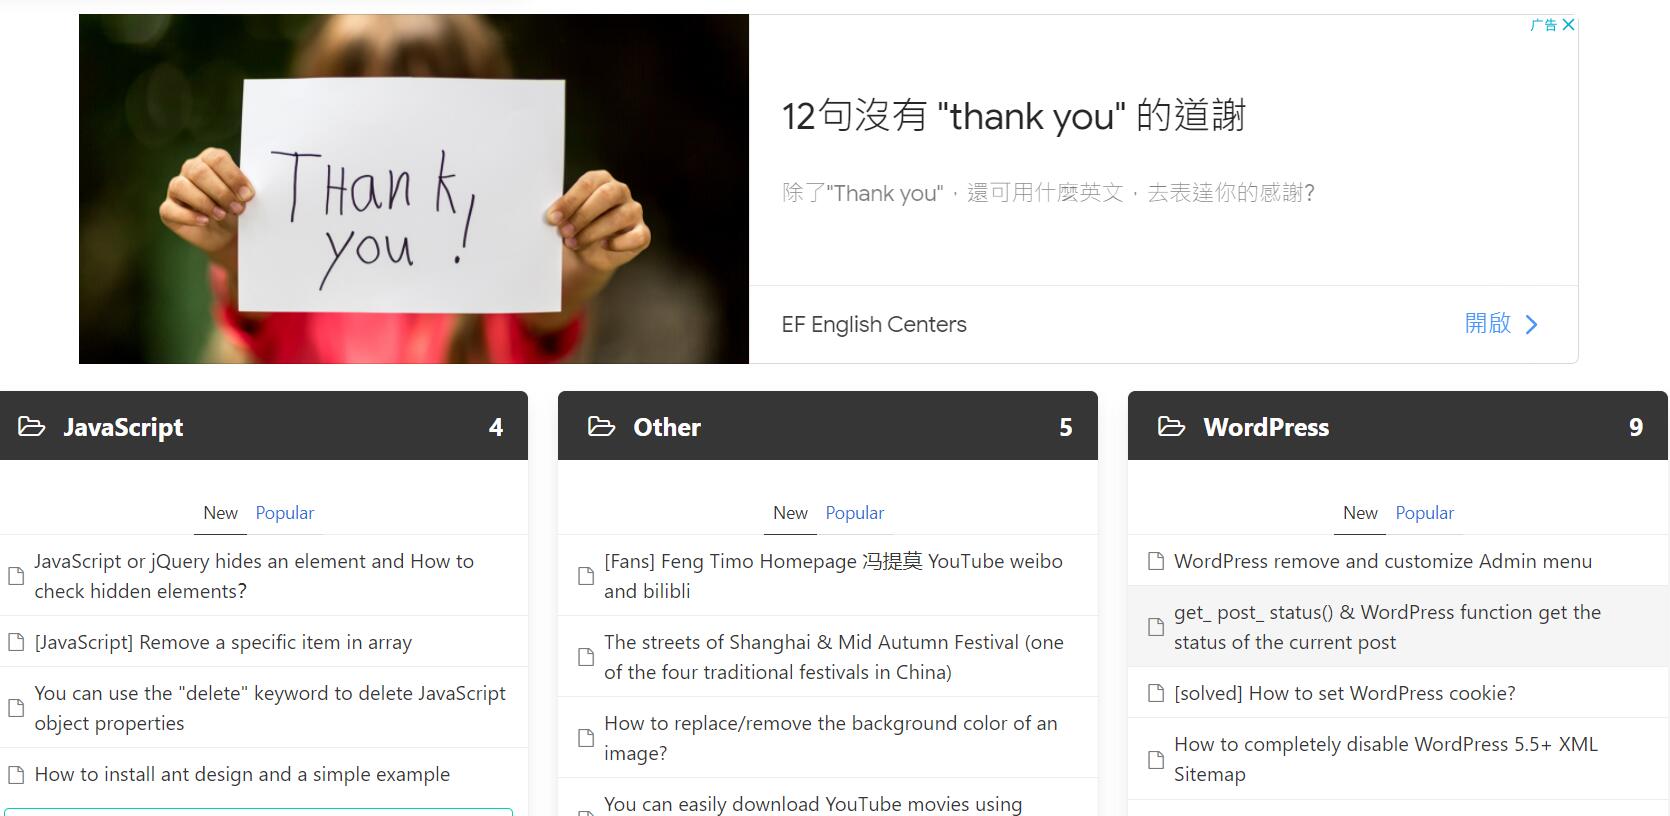 THank,
you !
广告
12句沒有 "thank you" 的道謝
除了"Thank you"，還可用什麼英文，去表達你的感謝?
EF English Centers
開啟
JavaScript 4
New Popular
JavaScript or jQuery hides an element and How to
check hidden elements?
[JavaScript] Remove a specific item in array
You can use the "delete" keyword to delete JavaScript
object properties
How to install ant design and a simple example
Other 5
New Popular
[Fans] Feng Timo Homepage 冯提莫 YouTube weibo
and bilibli
The streets of Shanghai & Mid Autumn Festival (one
of the four traditional festivals in China)
How to replace/remove the background color of an
image?
You can easily download YouTube movies using
WordPress 9
New Popular
WordPress remove and customize Admin menu
get_ post_ status() & WordPress function get the
status of the current post
[solved] How to set WordPress cookie?
How to completely disable WordPress 5.5+ XML
Sitemap